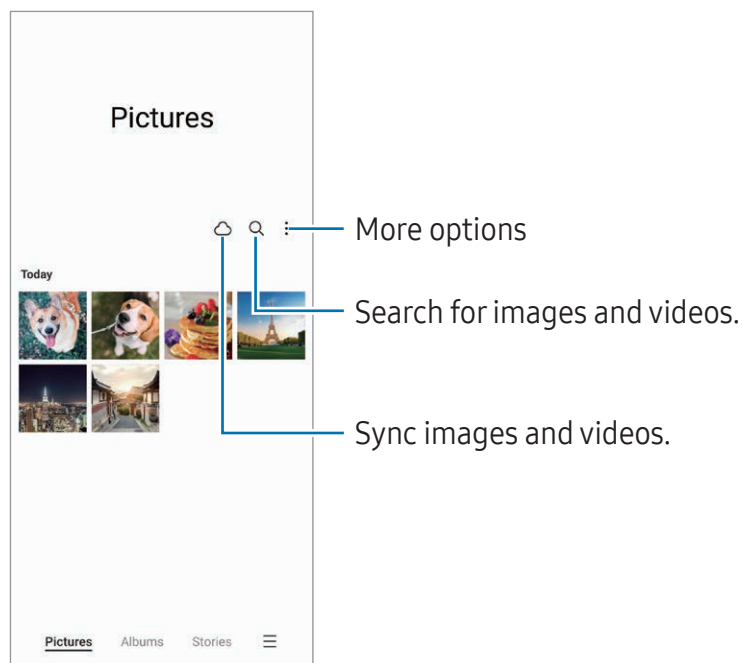 Pictures
More options
Today
Search for images and videos.
Sync images and videos.
Pictures Albums Stories